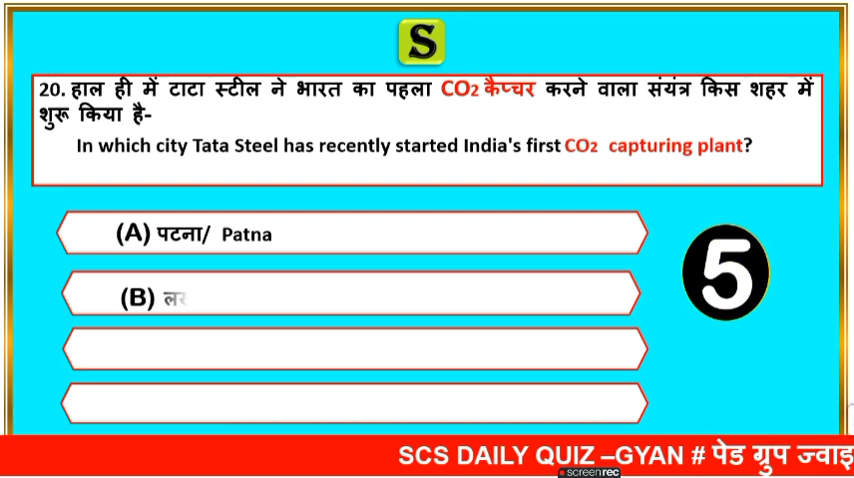 S
20. हाल ही में टाटा स्टील ने भारत का पहला CO2 कैप्चर करने वाला संयंत्र किस शहर में
शुरू किया है-
In which city Tata Steel has recently started India's first CO2 capturing plant?
(A) पटना/ Patna
(B)
5
SCS DAILY QUIZ –GYAN # पेड ग्रुप
screenrec